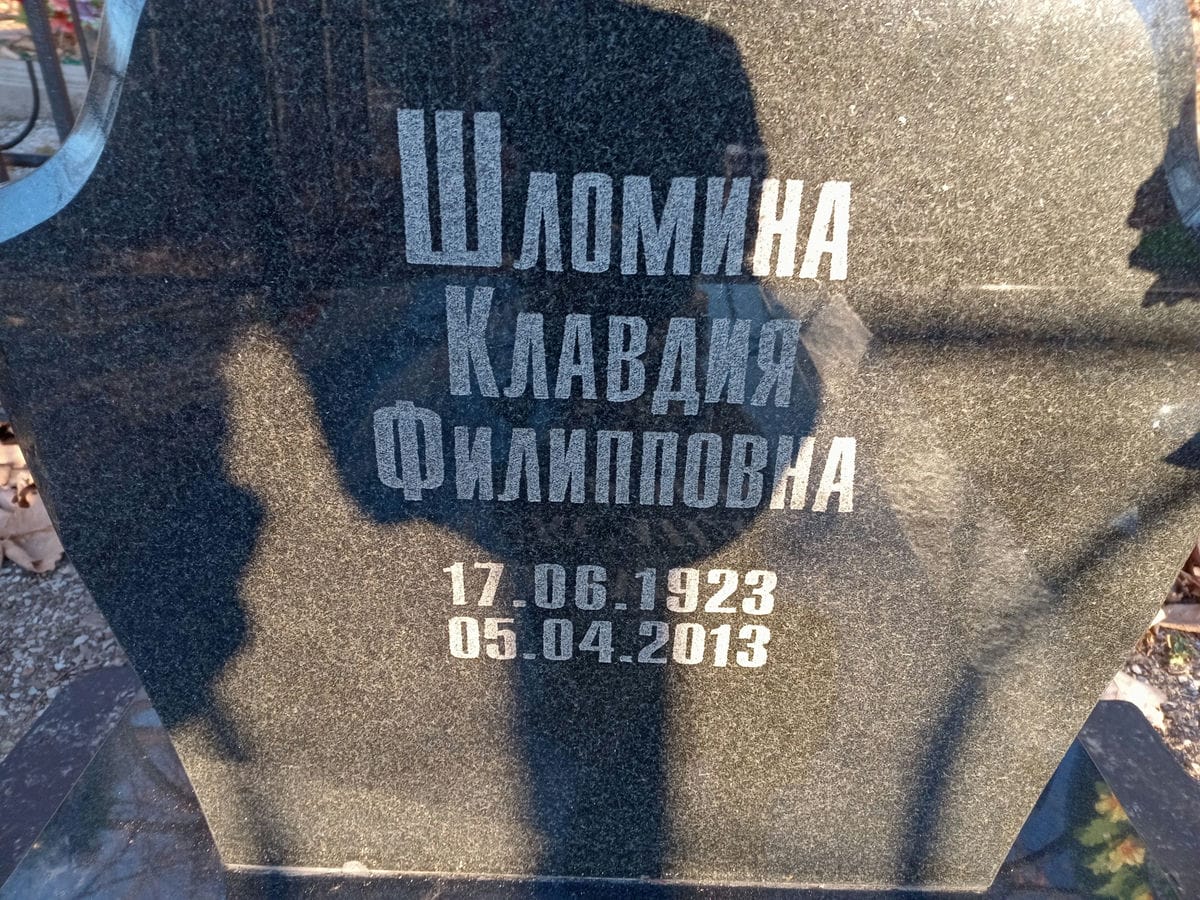 Шломина
Клавдия
Филипповна
17.06.1923
05.04.2013